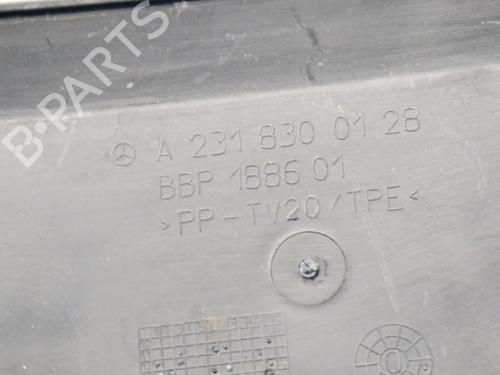 B-PARTS
A 231 830 01 28
BBP 1886 01
>PP-TV20/TPE<